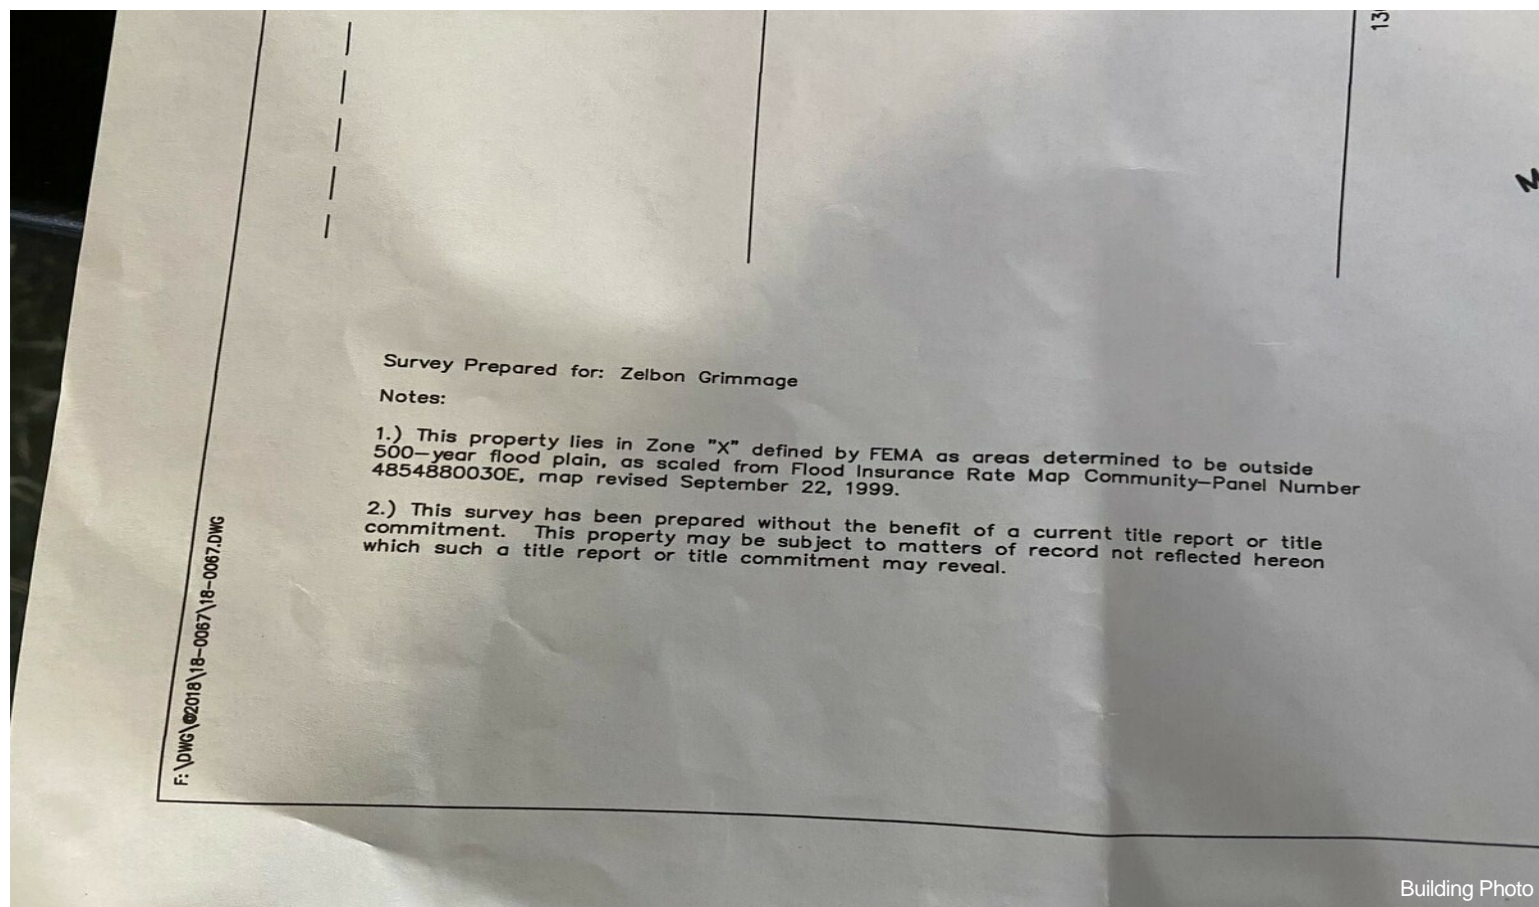 Survey Prepared for: Zelbon Grimmage
Notes:
1.) This property lies in Zone "X" defined by FEMA as areas determined to be outside
500-year flood plain, as scaled from Flood Insurance Rate Map Community-Panel Number
4854880030E, map revised September 22, 1999.
2.) This survey has been prepared without the benefit of a current title report or title
commitment. This property may be subject to matters of record not reflected hereon
which such a title report or title commitment may reveal.
F:\DWG\@2018\18-0067\18-0067.DWG
Building Photo